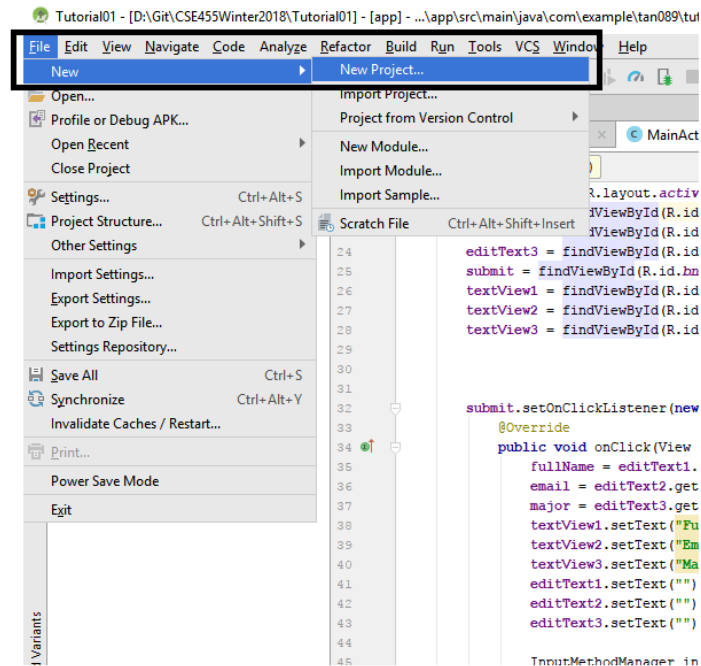 Tutorial01 - [D:\Git\CSE455Winter2018\Tutorial01] - [app] - ...\app\src\main\java\com\example\tan089\tut
File Edit View Navigate Code Analyze Refactor Build Run Tools VCS Window Help
New New Project...
Open... Import Project...
Profile or Debug APK... Project from Version Control
MainAct
Open Recent New Module...
Close Project Import Module...
Settings... Ctrl+Alt+S Import Sample... R.layout.activ
Project Structure... Ctrl+Alt+Shift+S Scratch File Ctrl+Alt+Shift+Insert dViewById(R.id
dViewById(R.id
Other Settings 24 editText3 = findViewById(R.id
Import Settings... 25 submit = findViewById(R.id.bn
Export Settings... 26 textView1 = findViewById(R.id
27 textView2 = findViewById(R.id
Export to Zip File... 28 textView3 = findViewById(R.id
Settings Repository... 29
Save All Ctrl+S 30
31
Synchronize Ctrl+Alt+Y 32 submit.setOnClickListener(new
Invalidate Caches / Restart... 33 @Override
Print... 34 public void onClick(View
35 fullName = editText1.
Power Save Mode 36 email = editText2.get
Exit 37 major = editText3.get
38 textView1.setText("Fu
39 textView2.setText("Em
40 textView3.setText("Ma
41 editText1.setText("")
42 editText2.setText("")
43 editText3.setText("")
44
45 InputMethodManager in
Variants